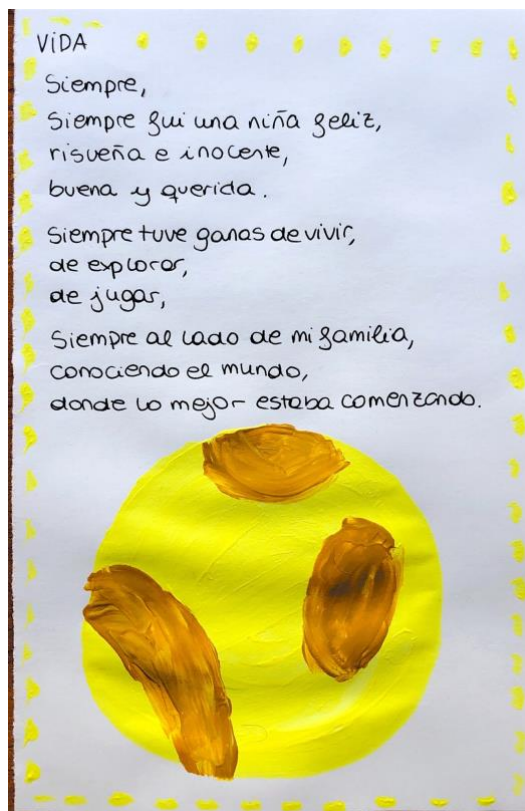 VIDA
Siempre,
Siempre fui una niña feliz,
risueña e inocente,
buena y querida.
Siempre tuve ganas de vivir,
de explorar,
de jugar,
Siempre al lado de mi familia,
conociendo el mundo,
donde lo mejor estaba comenzando.